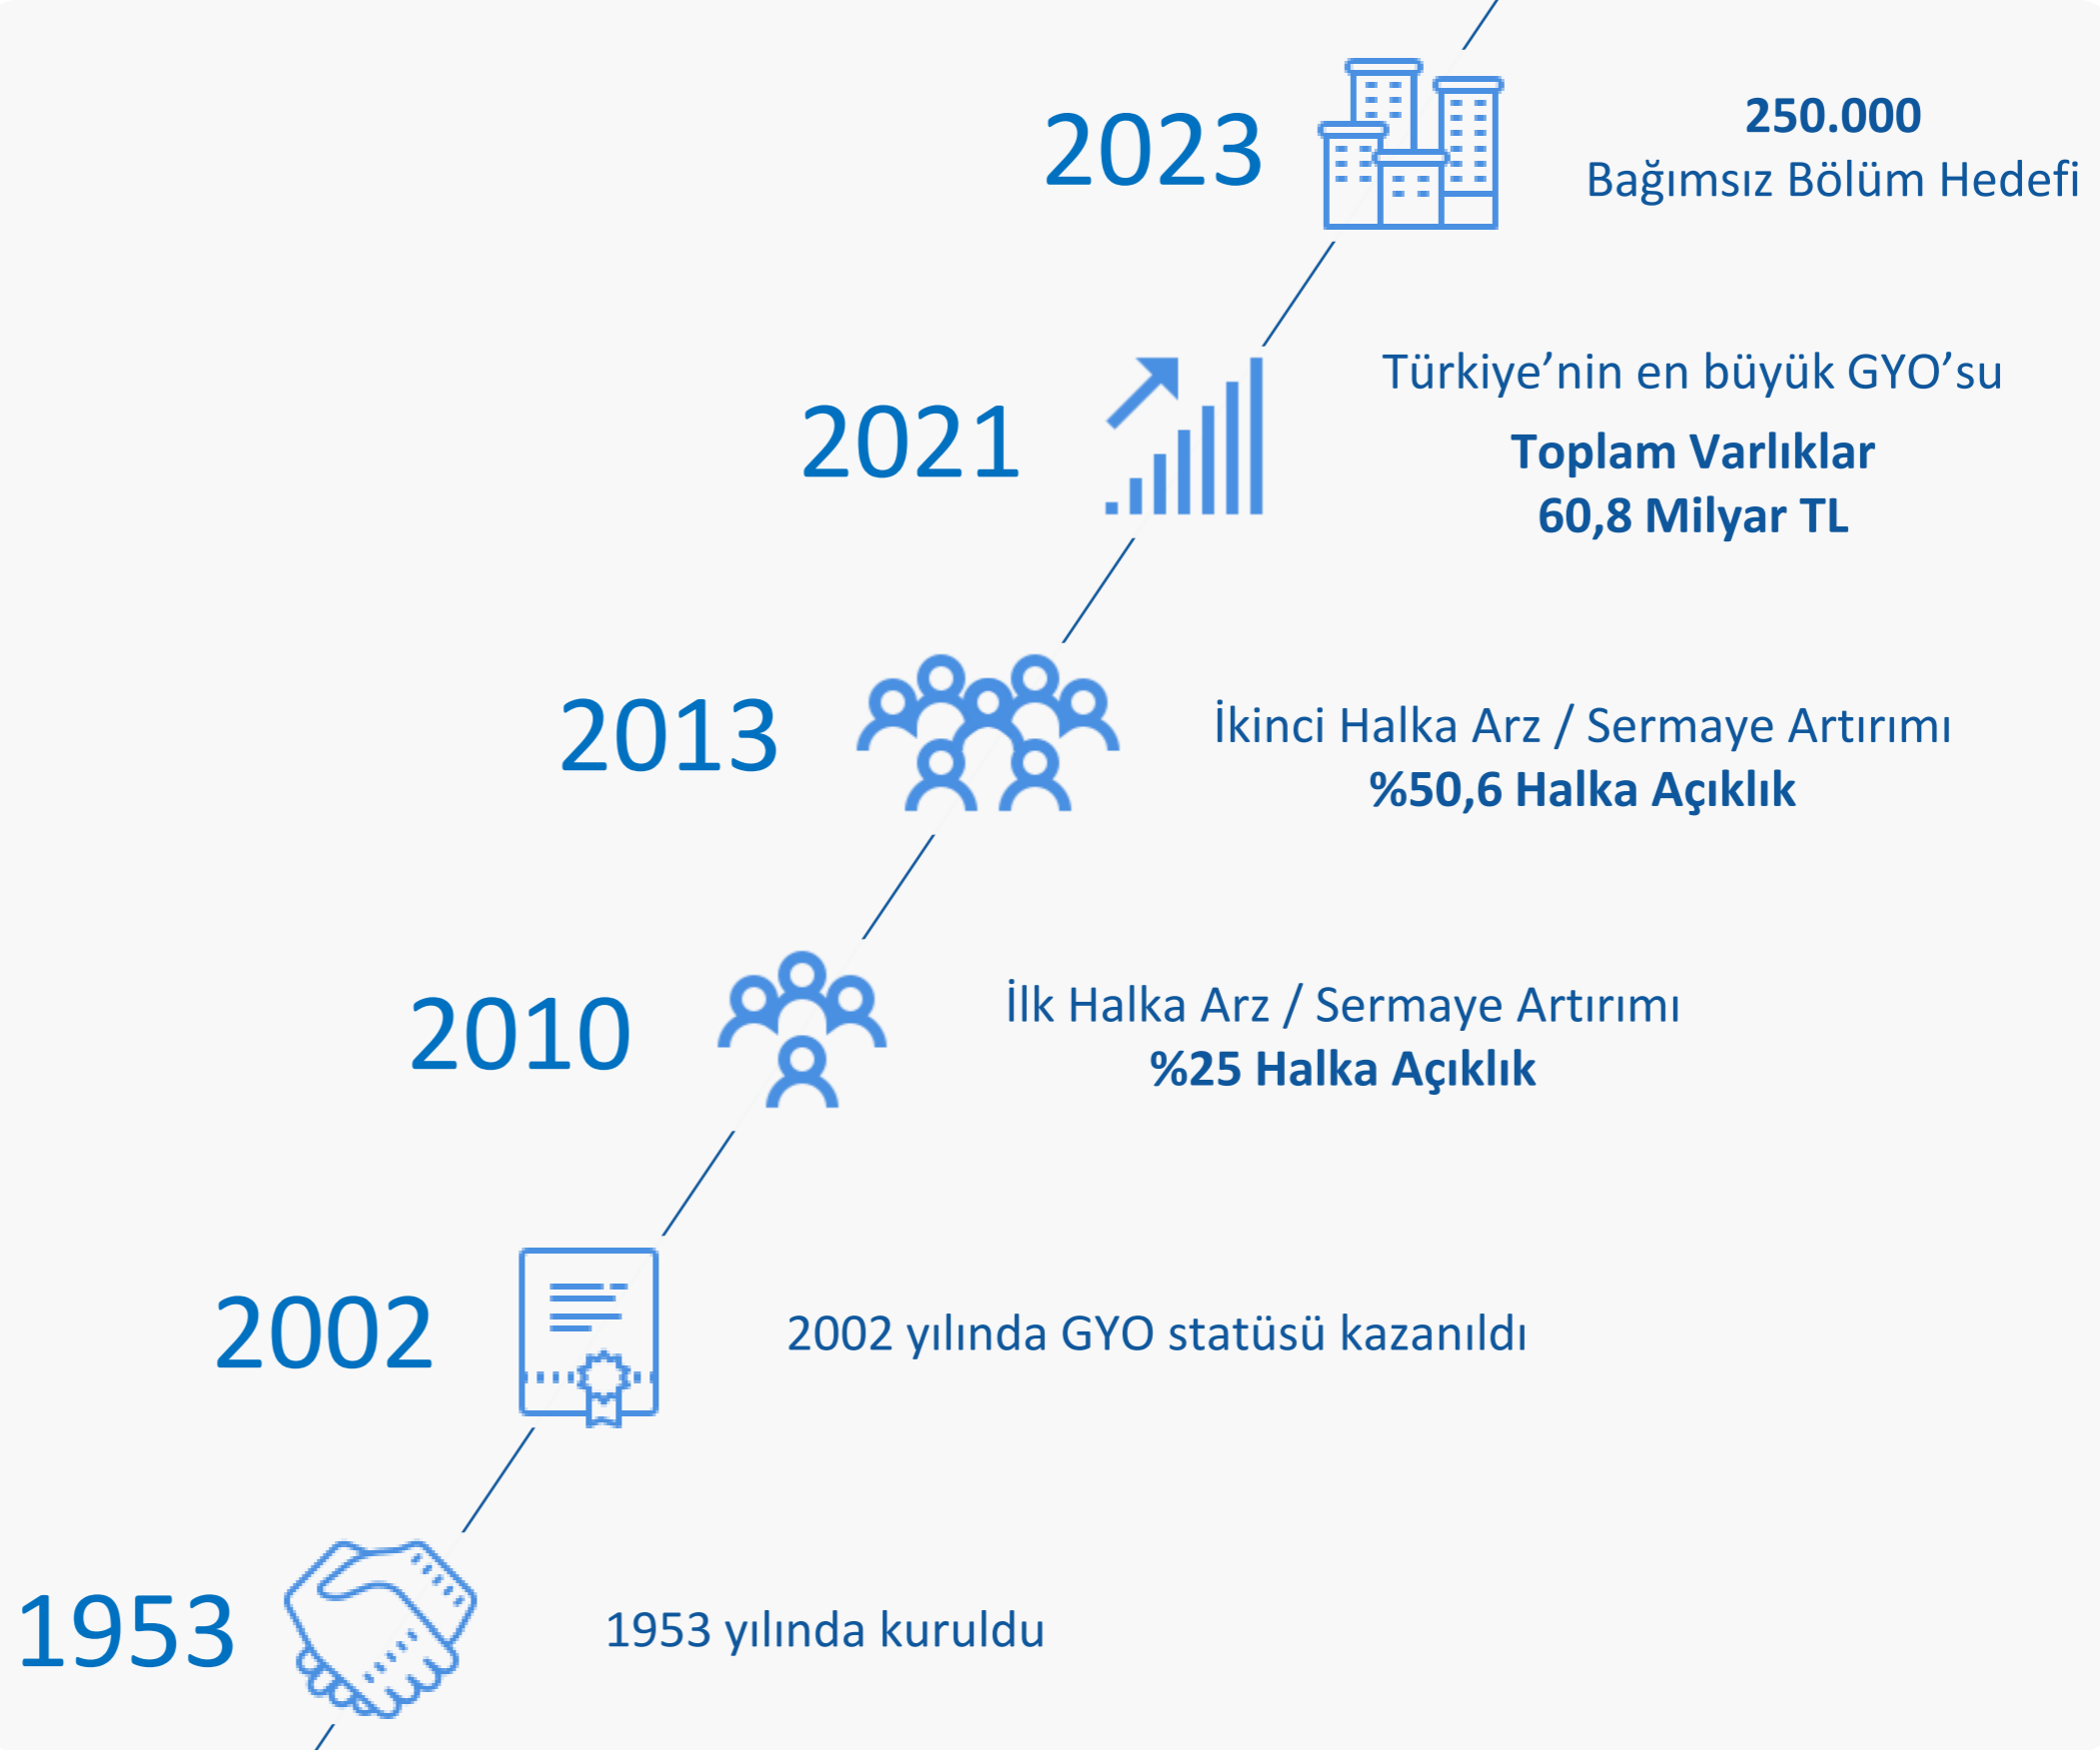 2023
250.000
Bağımsız Bölüm Hedefi
2021
Türkiye’nin en büyük GYO’su
Toplam Varlıklar
60,8 Milyar TL
2013
İkinci Halka Arz / Sermaye Artırımı
%50,6 Halka Açıklık
2010
İlk Halka Arz / Sermaye Artırımı
%25 Halka Açıklık
2002
2002 yılında GYO statüsü kazanıldı
1953
1953 yılında kuruldu